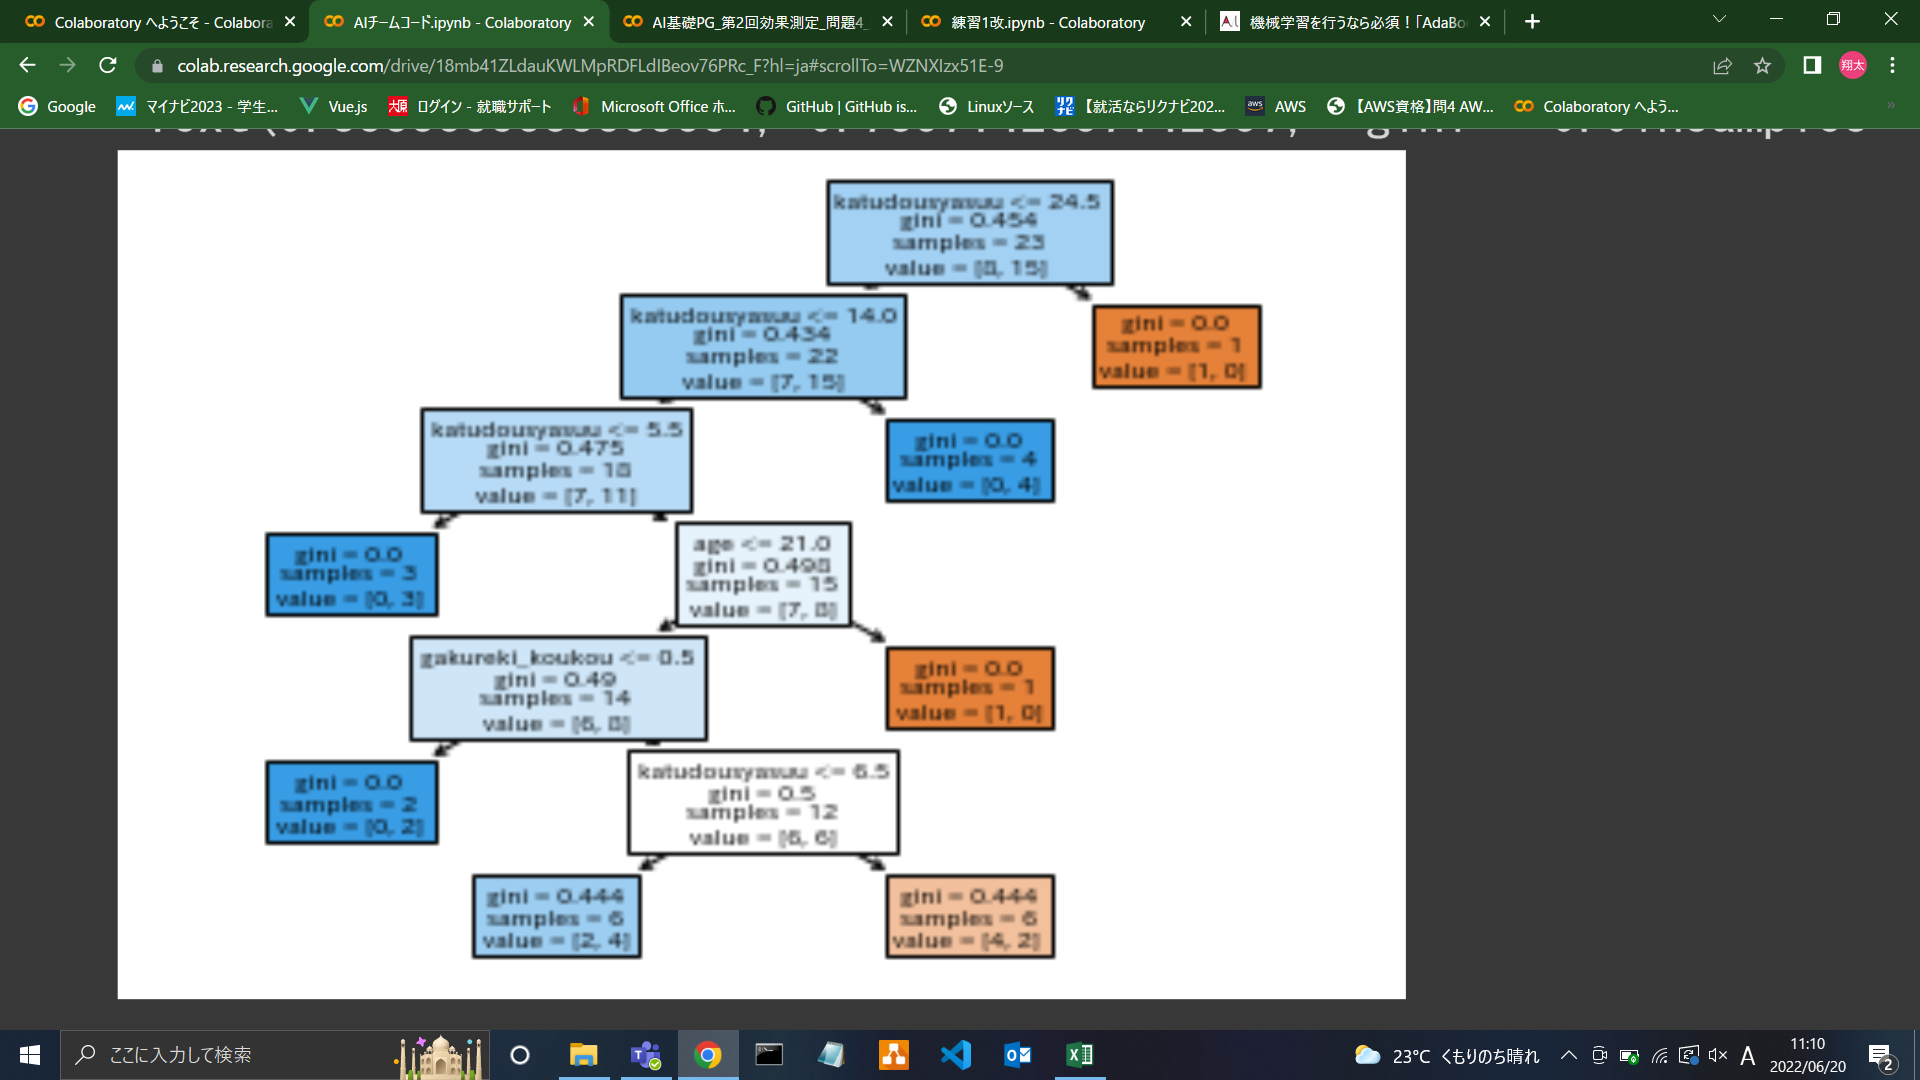 Colaboratory へようこそ - Colabora
AIチームコード.ipynb - Colaboratory
AI基礎PG_第2回効果測定_問題4_
練習1改.ipynb - Colaboratory
機械学習を行うなら必須！「AdaBo
colab.research.google.com/drive/18mb41ZLdauKWLMpRDFLdIBeov76PRc_F?hl=ja#scrollTo=WZNXIzx51E-9
翔太
Google
マイナビ2023 - 学生...
Vue.js
大原
ログイン - 就職サポート
Microsoft Office ホ...
GitHub | GitHub is...
Linuxソース
【就活ならリクナビ202...
aws
AWS
【AWS資格】問4 AW...
Colaboratory へよう...
katudousyasuu <= 24.5
gini = 0.454
samples = 23
value = [8, 15]
katudousyasuu <= 14.0
gini = 0.434
samples = 22
value = [7, 15]
gini = 0.0
samples = 1
value = [1, 0]
katudousyasuu <= 5.5
gini = 0.475
samples = 18
value = [7, 11]
gini = 0.0
samples = 4
value = [0, 4]
gini = 0.0
samples = 3
value = [0, 3]
age <= 21.0
gini = 0.498
samples = 15
value = [7, 8]
gakureki_koukou <= 0.5
gini = 0.49
samples = 14
value = [6, 8]
gini = 0.0
samples = 1
value = [1, 0]
gini = 0.0
samples = 2
value = [0, 2]
katudousyasuu <= 6.5
gini = 0.5
samples = 12
value = [6, 6]
gini = 0.444
samples = 6
value = [2, 4]
gini = 0.444
samples = 6
value = [4, 2]
ここに入力して検索
23°C くもりのち晴れ
A
11:10
2022/06/20
2